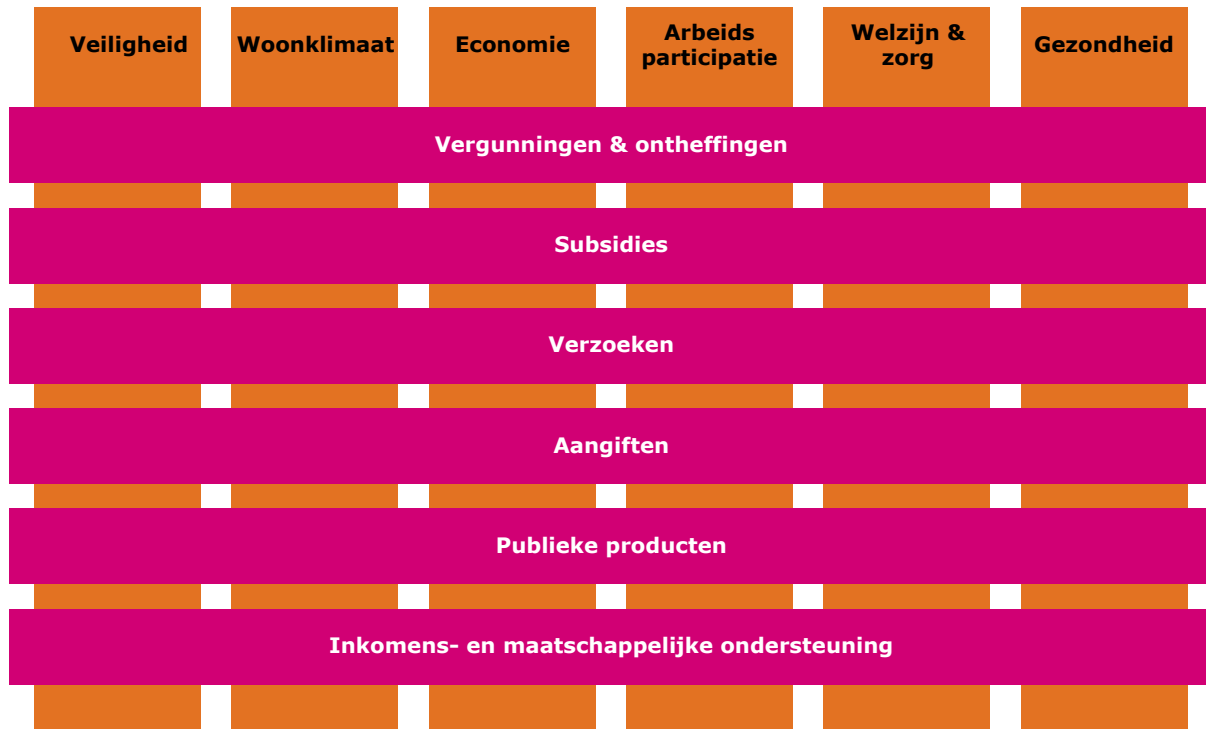 Veiligheid
Woonklimaat
Economie
Arbeids
participatie
Welzijn &
zorg
Gezondheid
Vergunningen & ontheffingen
Subsidies
Verzoeken
Aangiften
Publieke producten
Inkomens- en maatschappelijke ondersteuning